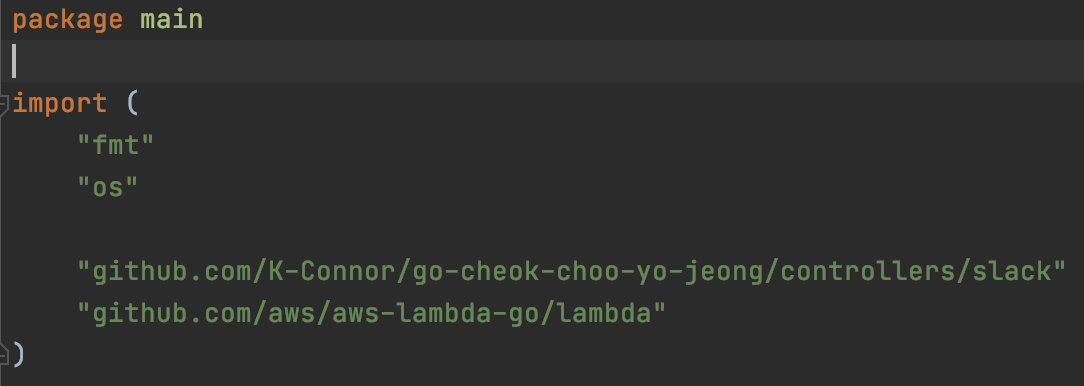 package main
import (
"fmt"
"os"
"github.com/K-Connor/go-cheok-choo-yo-jeong/controllers/slack"
"github.com/aws/aws-lambda-go/lambda"
)